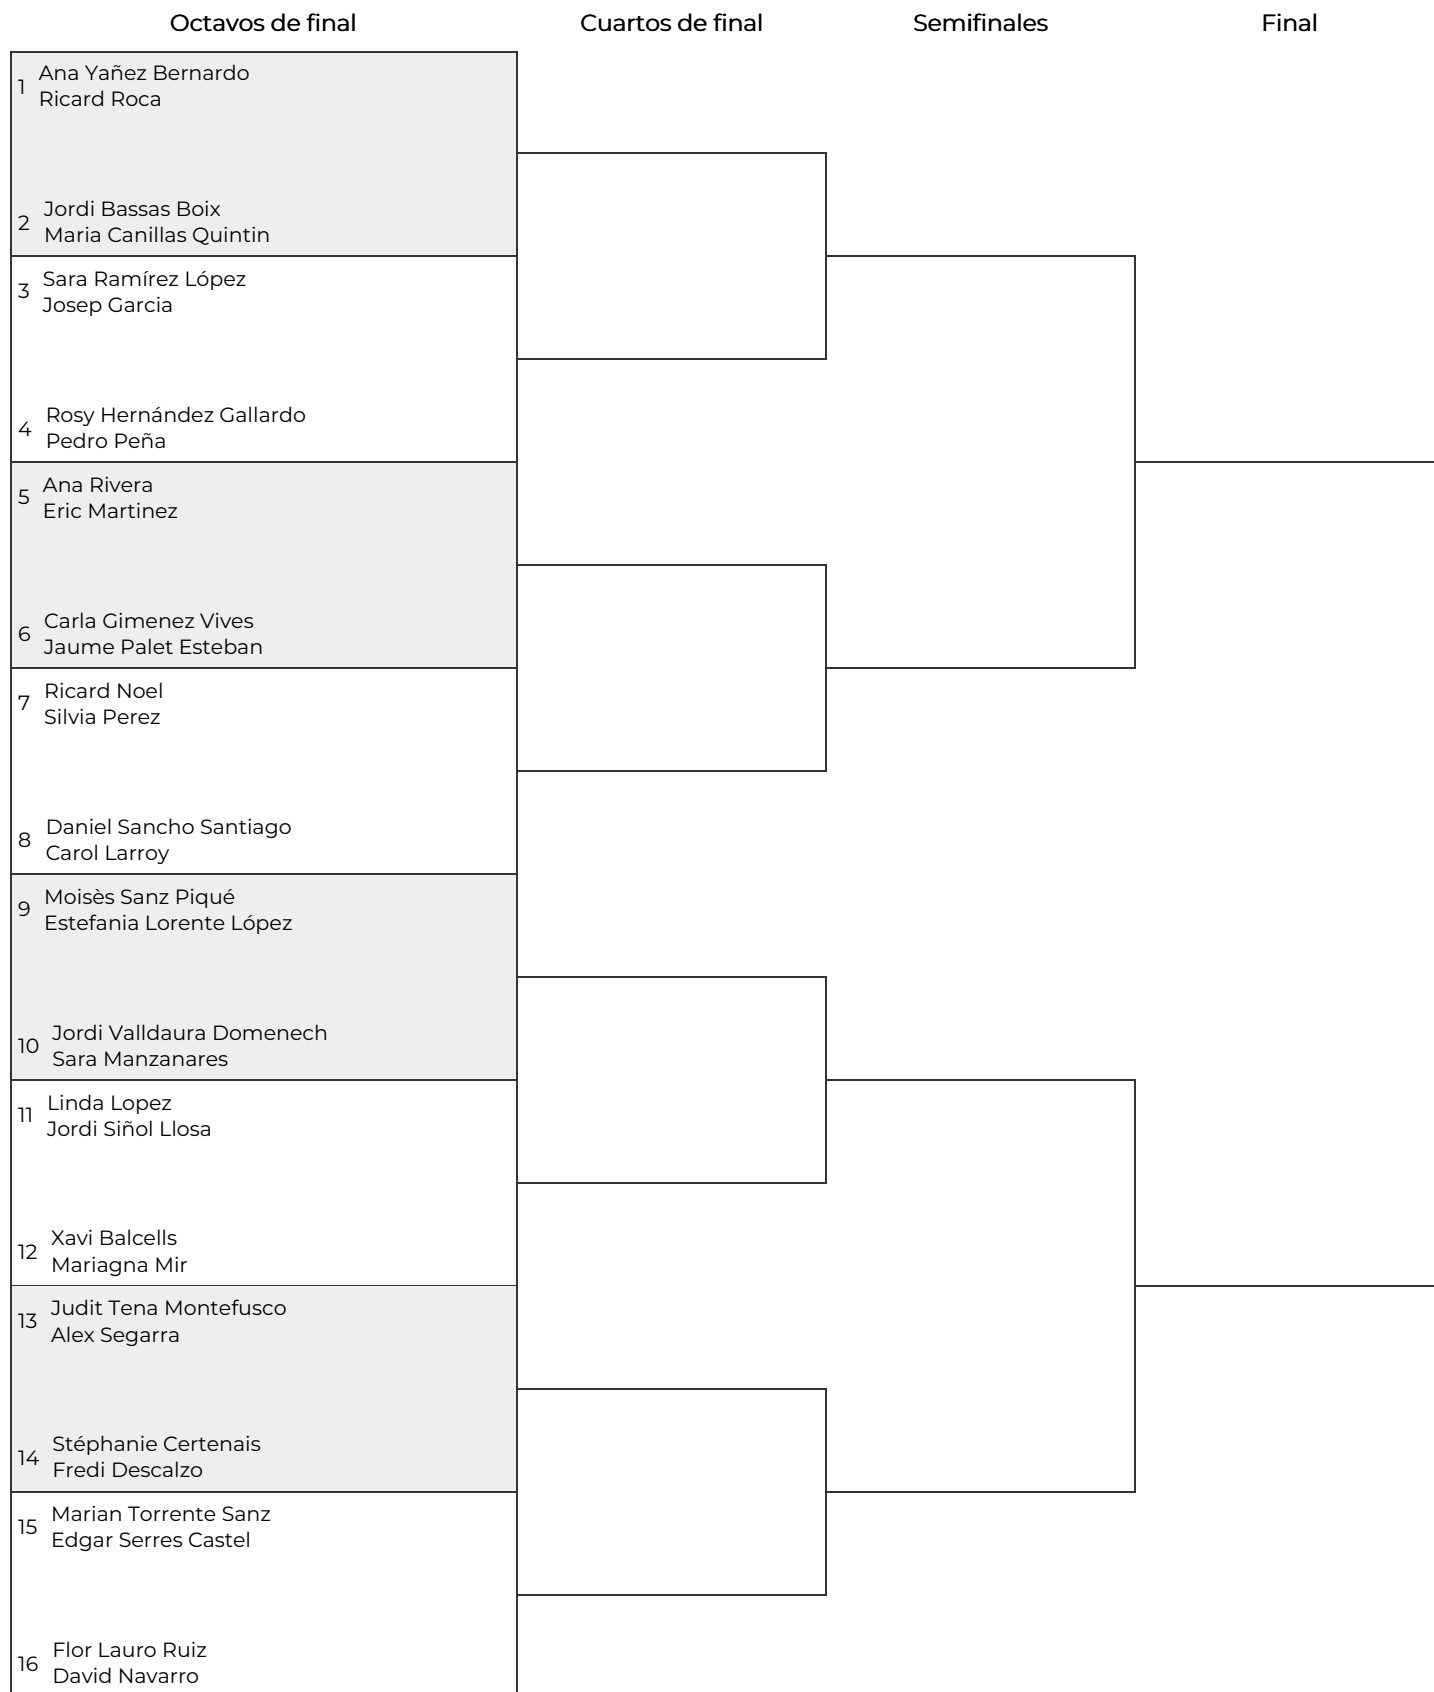 Octavos de final
Cuartos de final
Semifinales
Final
1
Ana Yañez Bernardo
Ricard Roca
2
Jordi Bassas Boix
Maria Canillas Quintin
3
Sara Ramírez López
Josep Garcia
4
Rosy Hernández Gallardo
Pedro Peña
5
Ana Rivera
Eric Martinez
6
Carla Gimenez Vives
Jaume Palet Esteban
7
Ricard Noel
Silvia Perez
8
Daniel Sancho Santiago
Carol Larroy
9
Moisès Sanz Piqué
Estefania Lorente López
10
Jordi Valldaura Domenech
Sara Manzanares
11
Linda Lopez
Jordi Siñol Llosa
12
Xavi Balcells
Mariagna Mir
13
Judit Tena Montefusco
Alex Segarra
14
Stéphanie Certenais
Fredi Descalzo
15
Marian Torrente Sanz
Edgar Serres Castel
16
Flor Lauro Ruiz
David Navarro